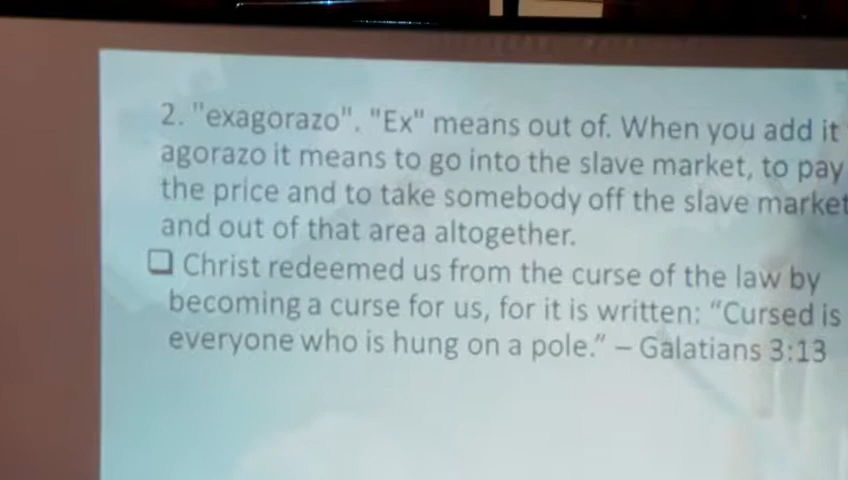 2. "exagorazo". "Ex" means out of. When you add it
agorazo it means to go into the slave market, to pay
the price and to take somebody off the slave market
and out of that area altogether.
❑ Christ redeemed us from the curse of the law by
becoming a curse for us, for it is written: “Cursed is
everyone who is hung on a pole.” – Galatians 3:13